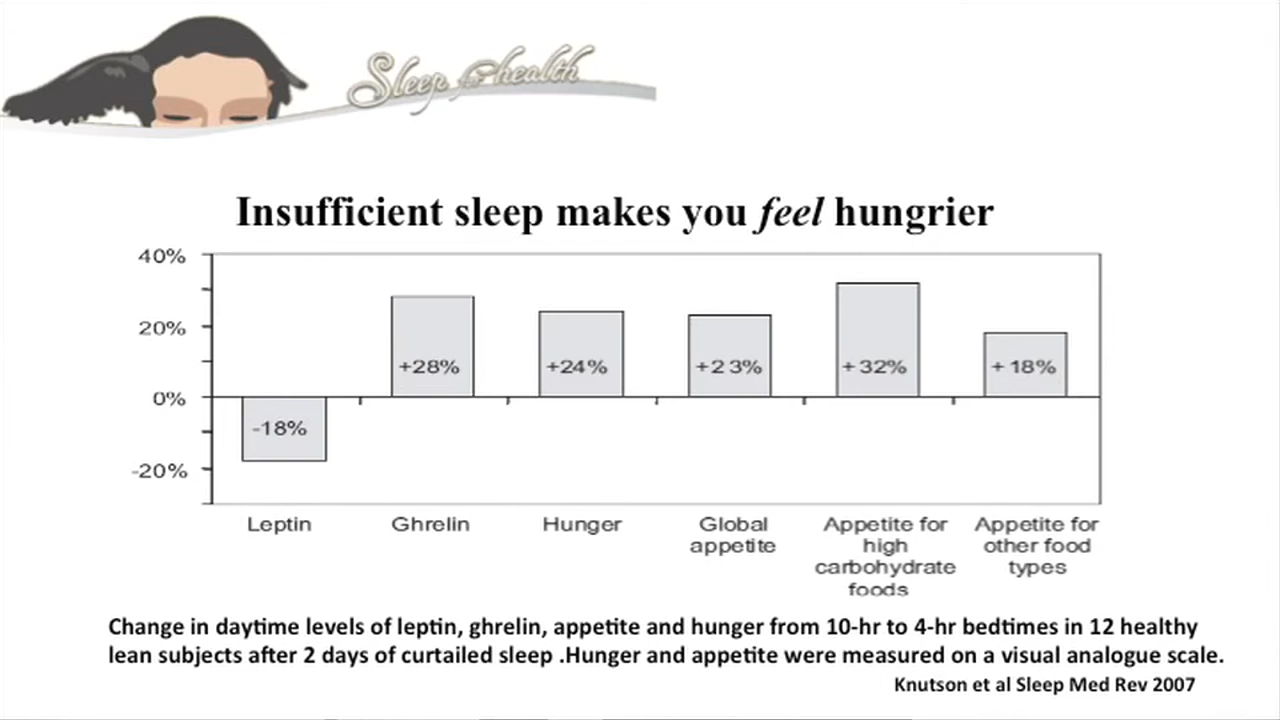 Sleep for health
Insufficient sleep makes you feel hungrier
40%
20%
0%
-20%
-18%
+28%
+24%
+23%
+32%
+18%
Leptin
Ghrelin
Hunger
Global
appetite
Appetite for
high
carbohydrate
foods
Appetite for
other food
types
Change in daytime levels of leptin, ghrelin, appetite and hunger from 10-hr to 4-hr bedtimes in 12 healthy
lean subjects after 2 days of curtailed sleep .Hunger and appetite were measured on a visual analogue scale.
Knutson et al Sleep Med Rev 2007